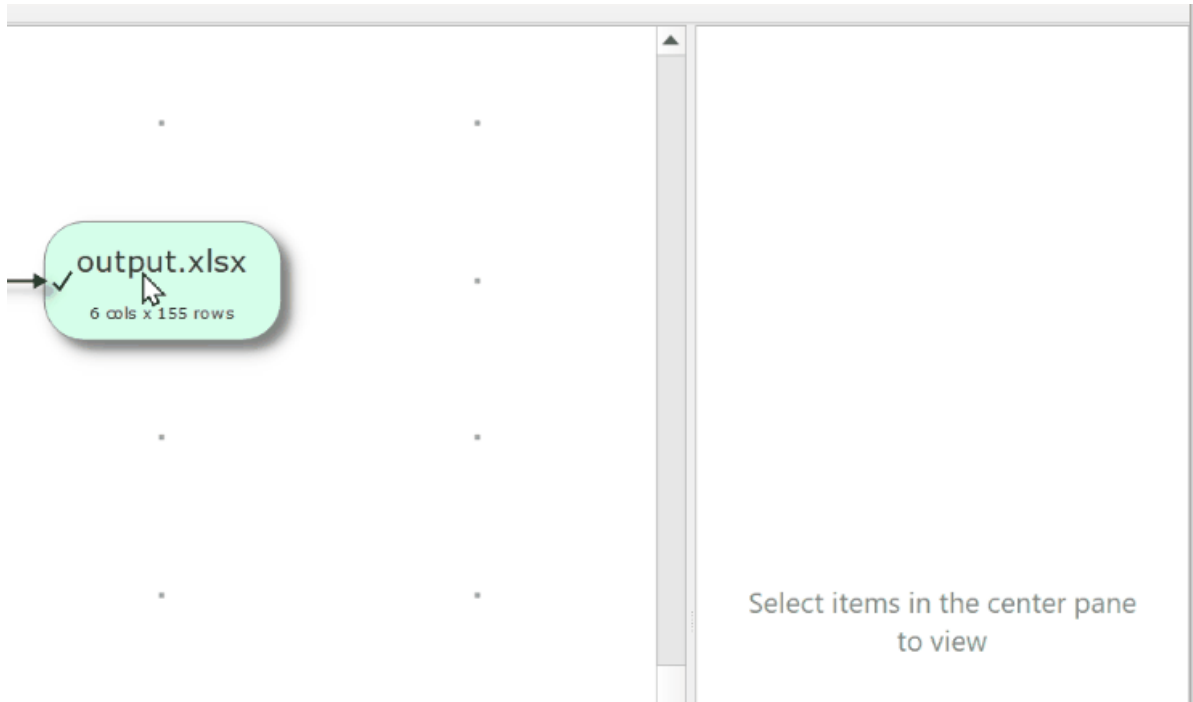 output.xlsx
6 cols x 155 rows
Select items in the center pane
to view